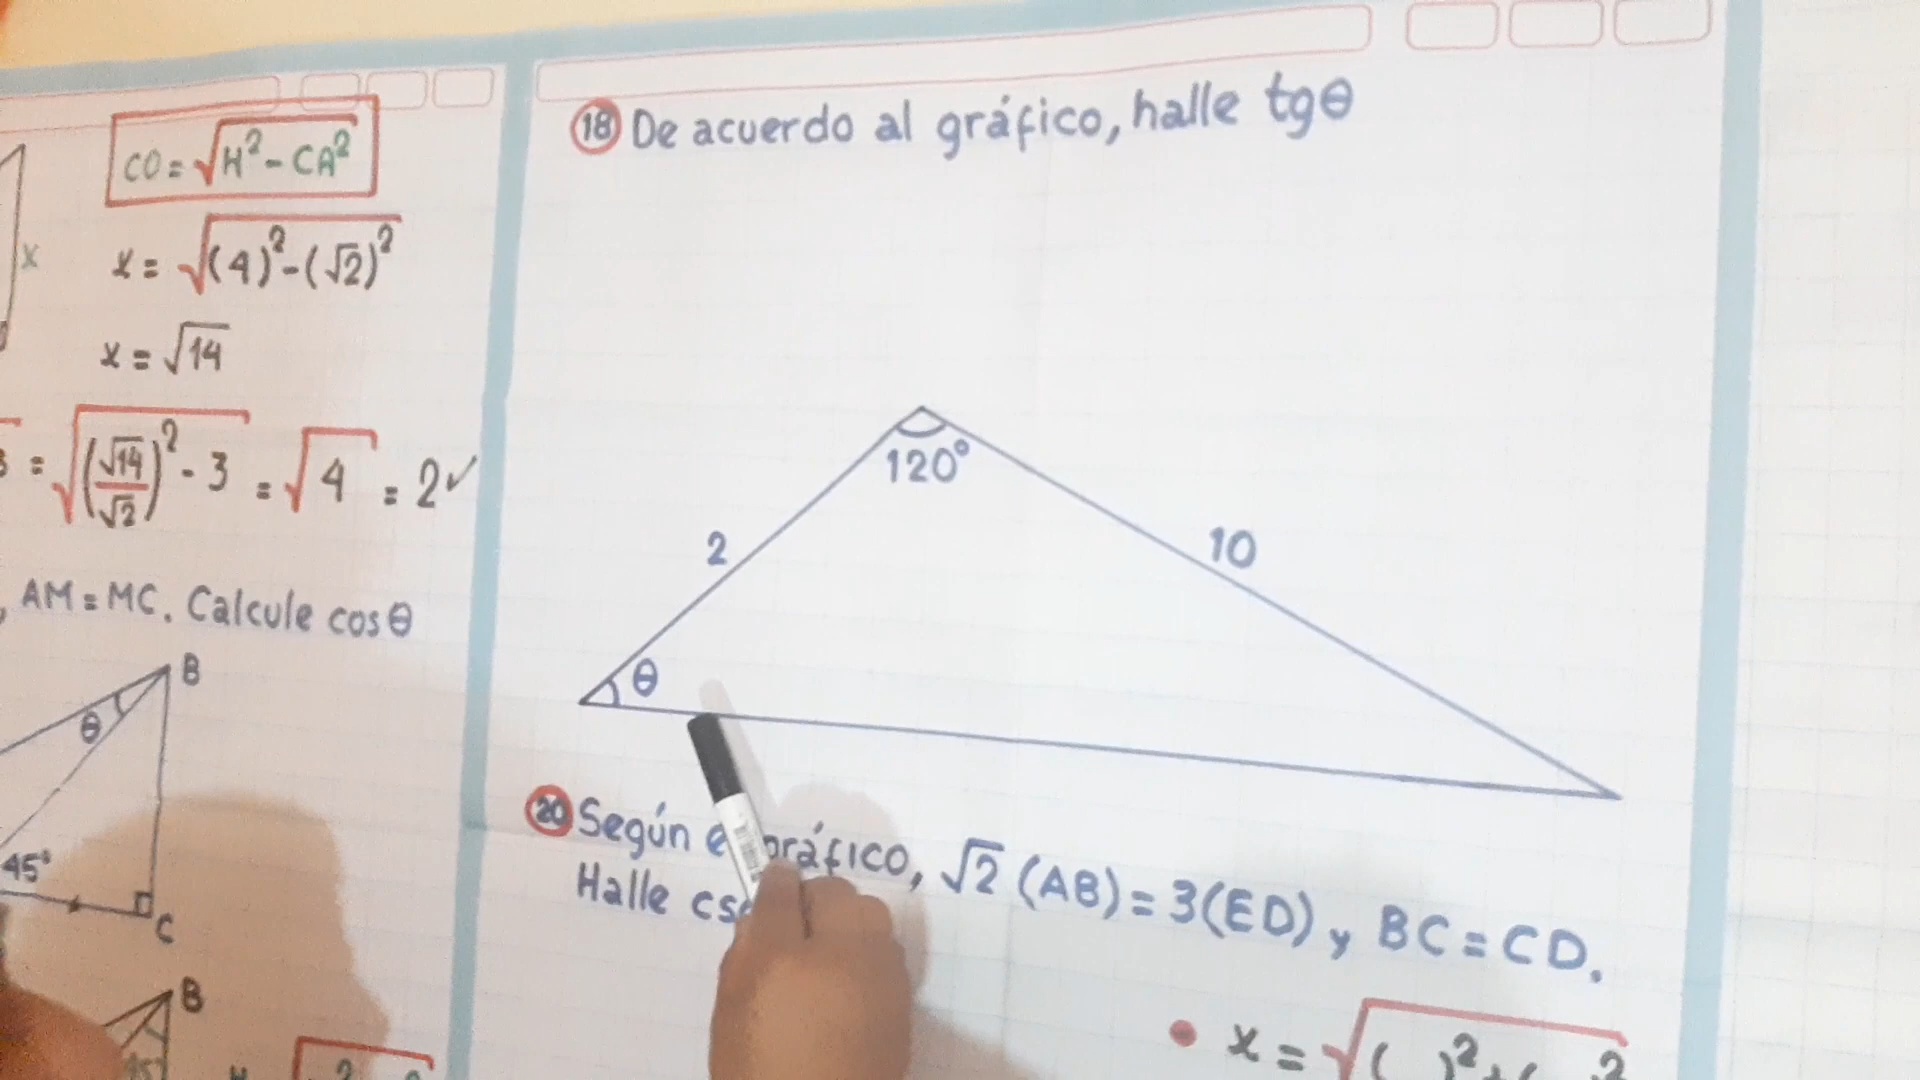 CO = √H² - CA²
x
x = √(4)² - (√2)²
x = √14
= √(√14/√2)² - 3 = √4 = 2✓
, AM = MC. Calcule cosθ
B
θ
45°
C
B
18 De acuerdo al gráfico, halle tgθ
120°
2
10
θ
20 Según gráfico, √2 (AB) = 3(ED), y BC = CD.
Halle
• x = √( )² + (